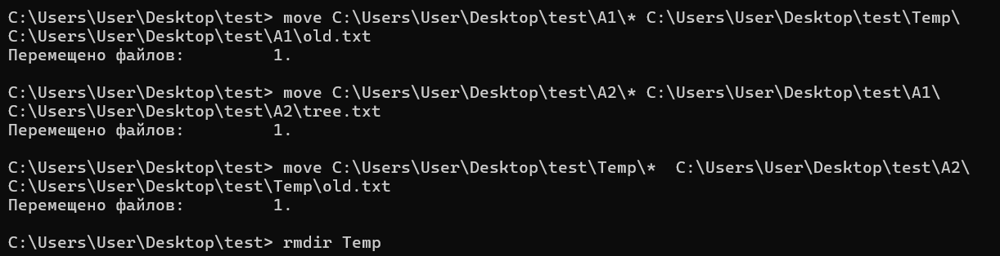 C:\Users\User\Desktop\test> move C:\Users\User\Desktop\test\A1\* C:\Users\User\Desktop\test\Temp\
C:\Users\User\Desktop\test\A1\old.txt
Перемещено файлов:         1.
C:\Users\User\Desktop\test> move C:\Users\User\Desktop\test\A2\* C:\Users\User\Desktop\test\A1\
C:\Users\User\Desktop\test\A2\tree.txt
Перемещено файлов:         1.
C:\Users\User\Desktop\test> move C:\Users\User\Desktop\test\Temp\*  C:\Users\User\Desktop\test\A2\
C:\Users\User\Desktop\test\Temp\old.txt
Перемещено файлов:         1.
C:\Users\User\Desktop\test> rmdir Temp